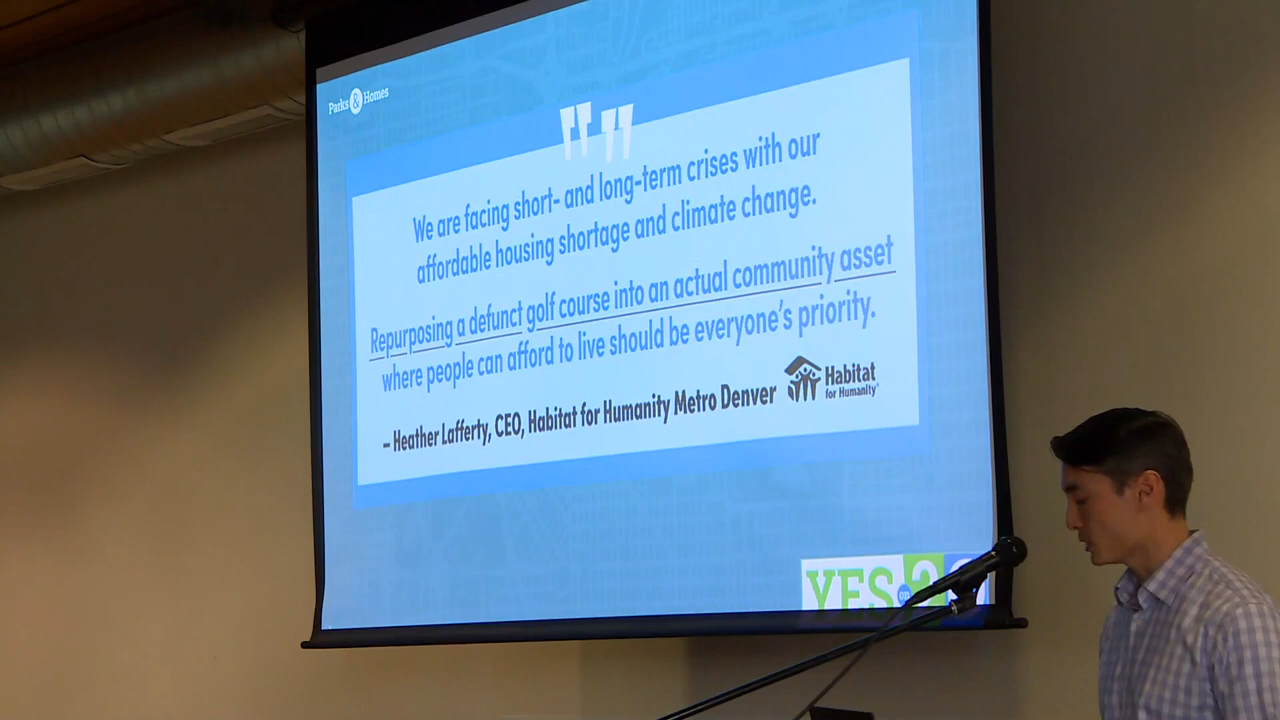 Parks & Homes
We are facing short- and long-term crises with our
affordable housing shortage and climate change.
Repurposing a defunct golf course into an actual community asset
where people can afford to live should be everyone's priority.
– Heather Lafferty, CEO, Habitat for Humanity Metro Denver
Habitat
for Humanity®
YES on 2